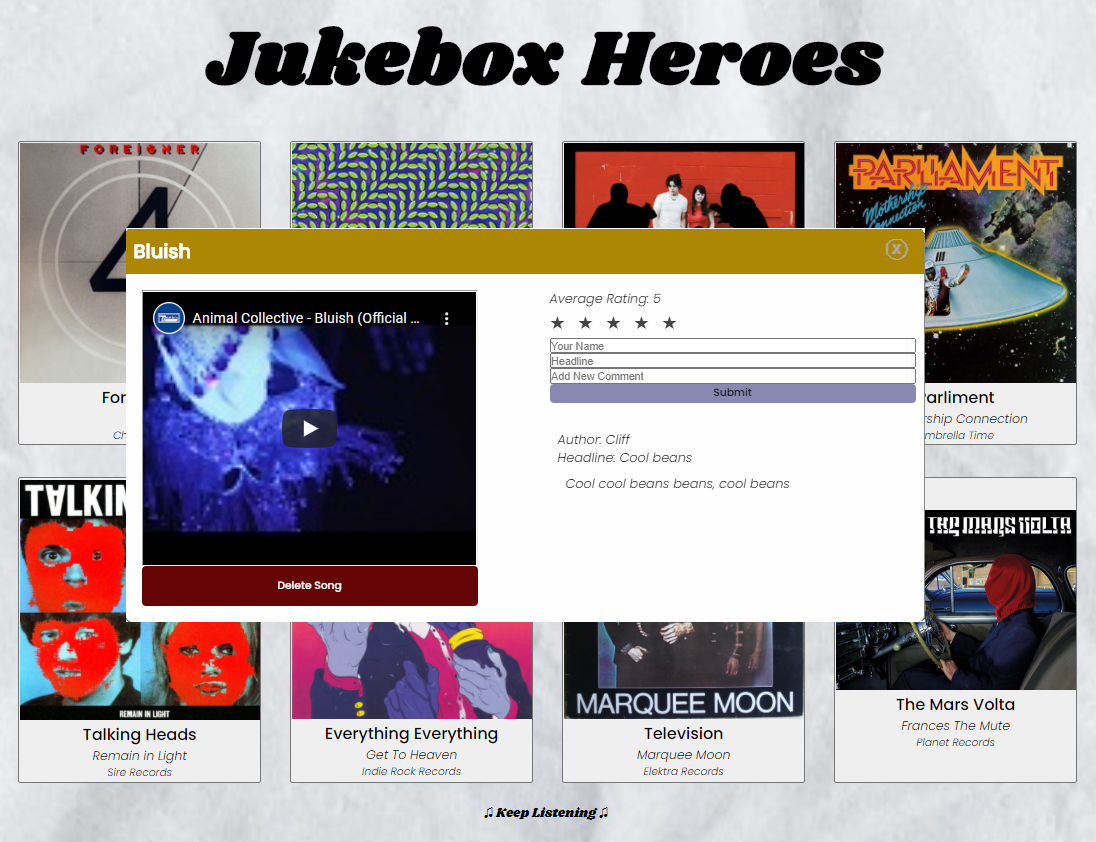 Jukebox Heroes
FOREIGNER
PARLIAMENT
Mothership
Connection
Bluish
X
Animal Collective - Bluish (Official ...
Delete Song
Average Rating: 5
★ ★ ★ ★ ★
Your Name
Headline
Add New Comment
Submit
Author: Cliff
Headline: Cool beans
Cool cool beans beans, cool beans
For
Ch
arliment
rship Connection
mbrella Time
TALKIN
REMAIN IN LIGHT
Talking Heads
Remain in Light
Sire Records
Everything Everything
Get To Heaven
Indie Rock Records
MARQUEE MOON
Television
Marquee Moon
Elektra Records
THE MARS VOLTA
The Mars Volta
Frances The Mute
Planet Records
♫ Keep Listening ♫